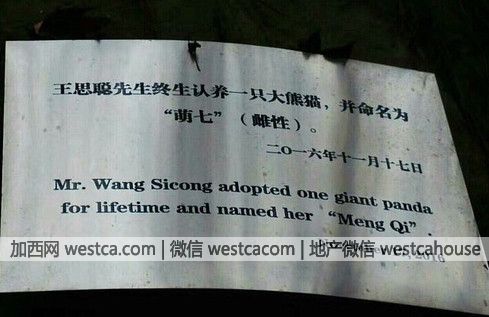 王思聪先生终生认养一只大熊猫，并命名为
“萌七”（雌性）。
二〇一六年十一月十七日
Mr. Wang Sicong adopted one giant panda
for lifetime and named her “Meng Qi”.
加西网 westca.com | 微信 westcacom | 地产微信 westcahouse